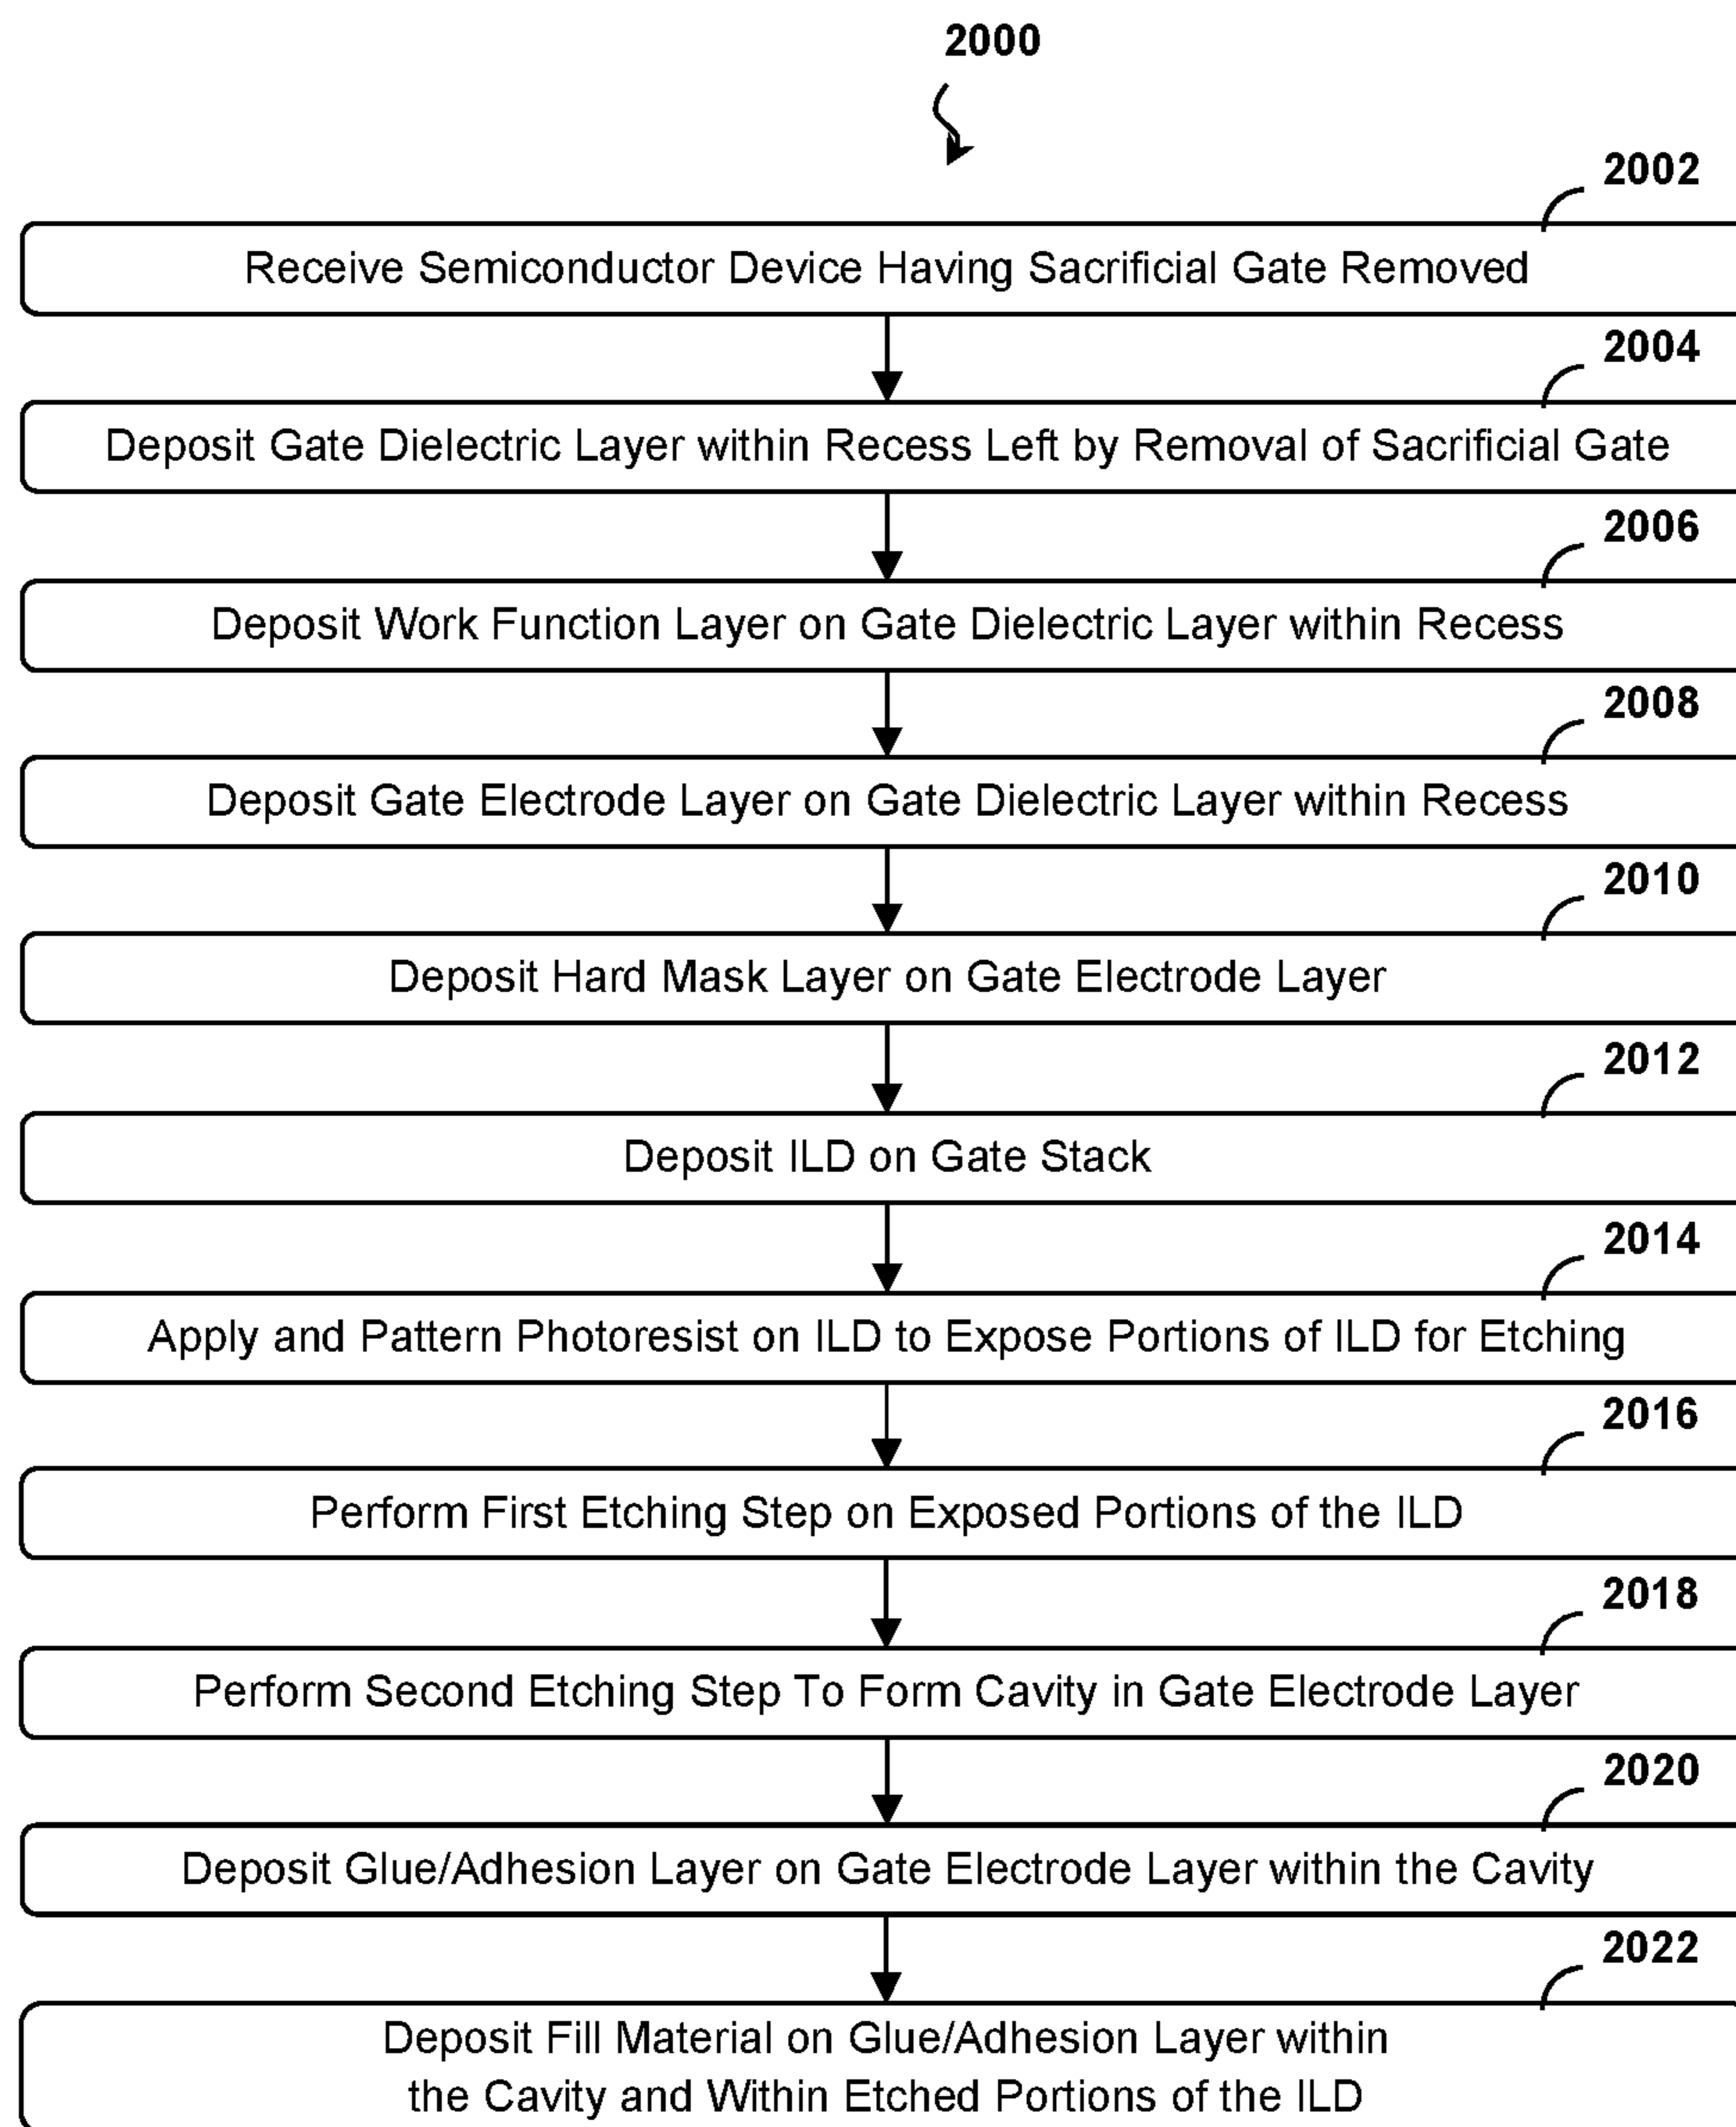 2000
2002
Receive Semiconductor Device Having Sacrificial Gate Removed
2004
Deposit Gate Dielectric Layer within Recess Left by Removal of Sacrificial Gate
2006
Deposit Work Function Layer on Gate Dielectric Layer within Recess
2008
Deposit Gate Electrode Layer on Gate Dielectric Layer within Recess
2010
Deposit Hard Mask Layer on Gate Electrode Layer
2012
Deposit ILD on Gate Stack
2014
Apply and Pattern Photoresist on ILD to Expose Portions of ILD for Etching
2016
Perform First Etching Step on Exposed Portions of the ILD
2018
Perform Second Etching Step To Form Cavity in Gate Electrode Layer
2020
Deposit Glue/Adhesion Layer on Gate Electrode Layer within the Cavity
2022
Deposit Fill Material on Glue/Adhesion Layer within
the Cavity and Within Etched Portions of the ILD